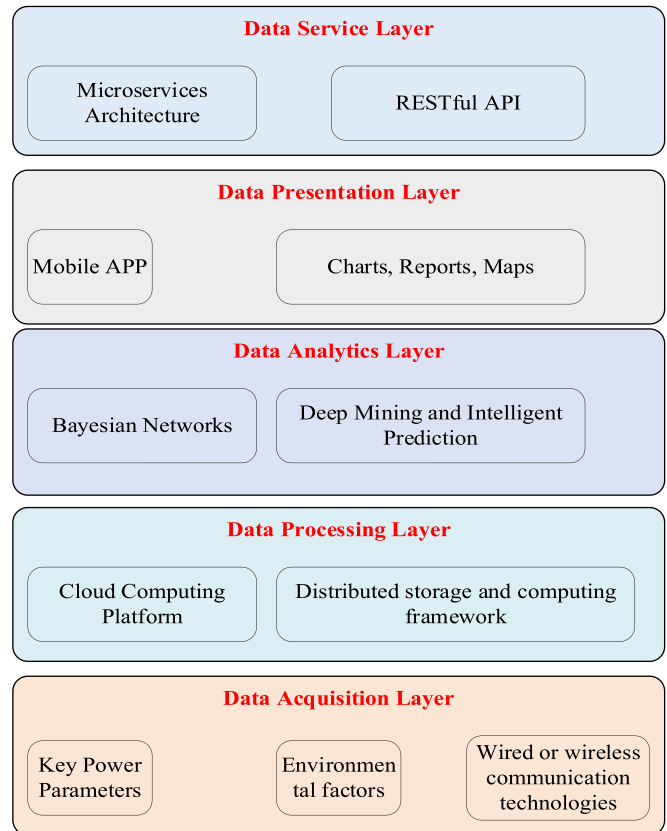 Data Service Layer
Microservices
Architecture
RESTful API
Data Presentation Layer
Mobile APP
Charts, Reports, Maps
Data Analytics Layer
Bayesian Networks
Deep Mining and Intelligent
Prediction
Data Processing Layer
Cloud Computing
Platform
Distributed storage and computing
framework
Data Acquisition Layer
Key Power
Parameters
Environmen
tal factors
Wired or wireless
communication
technologies